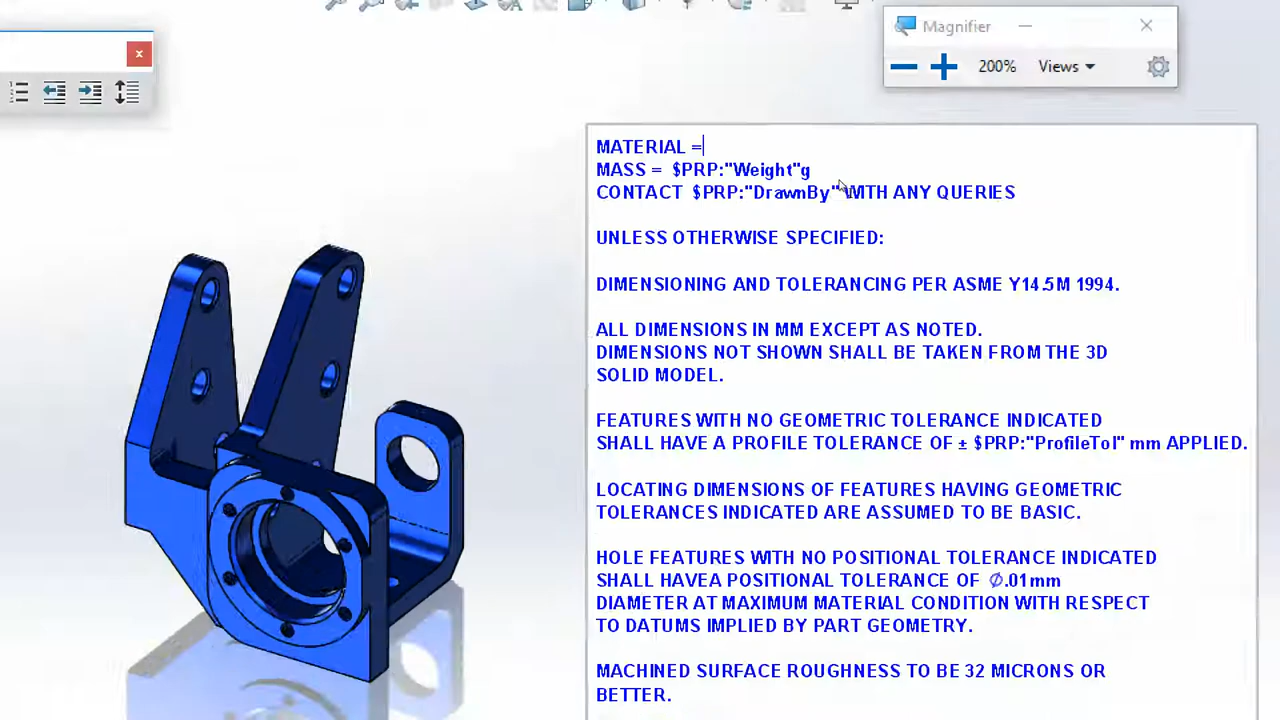 Magnifier
200% Views
MATERIAL =
MASS = $PRP:"Weight"g
CONTACT $PRP:"DrawnBy" WITH ANY QUERIES
UNLESS OTHERWISE SPECIFIED:
DIMENSIONING AND TOLERANCING PER ASME Y14.5M 1994.
ALL DIMENSIONS IN MM EXCEPT AS NOTED.
DIMENSIONS NOT SHOWN SHALL BE TAKEN FROM THE 3D
SOLID MODEL.
FEATURES WITH NO GEOMETRIC TOLERANCE INDICATED
SHALL HAVE A PROFILE TOLERANCE OF ± $PRP:"ProfileTol" mm APPLIED.
LOCATING DIMENSIONS OF FEATURES HAVING GEOMETRIC
TOLERANCES INDICATED ARE ASSUMED TO BE BASIC.
HOLE FEATURES WITH NO POSITIONAL TOLERANCE INDICATED
SHALL HAVEA POSITIONAL TOLERANCE OF ∅.01mm
DIAMETER AT MAXIMUM MATERIAL CONDITION WITH RESPECT
TO DATUMS IMPLIED BY PART GEOMETRY.
MACHINED SURFACE ROUGHNESS TO BE 32 MICRONS OR
BETTER.